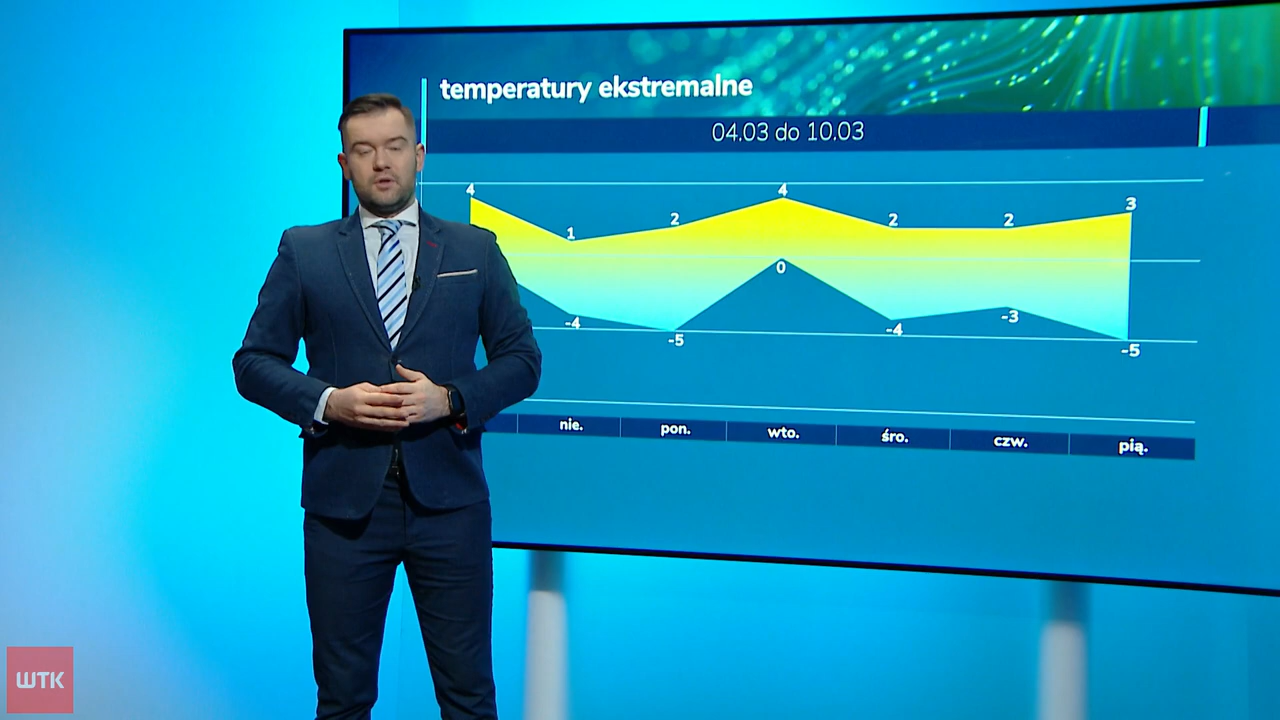 temperatury ekstremalne
04.03 do 10.03
4 1 2 4 2 2 3
-4 -5 0 -4 -3 -5
nie. pon. wto. śro. czw. pią.
WTK